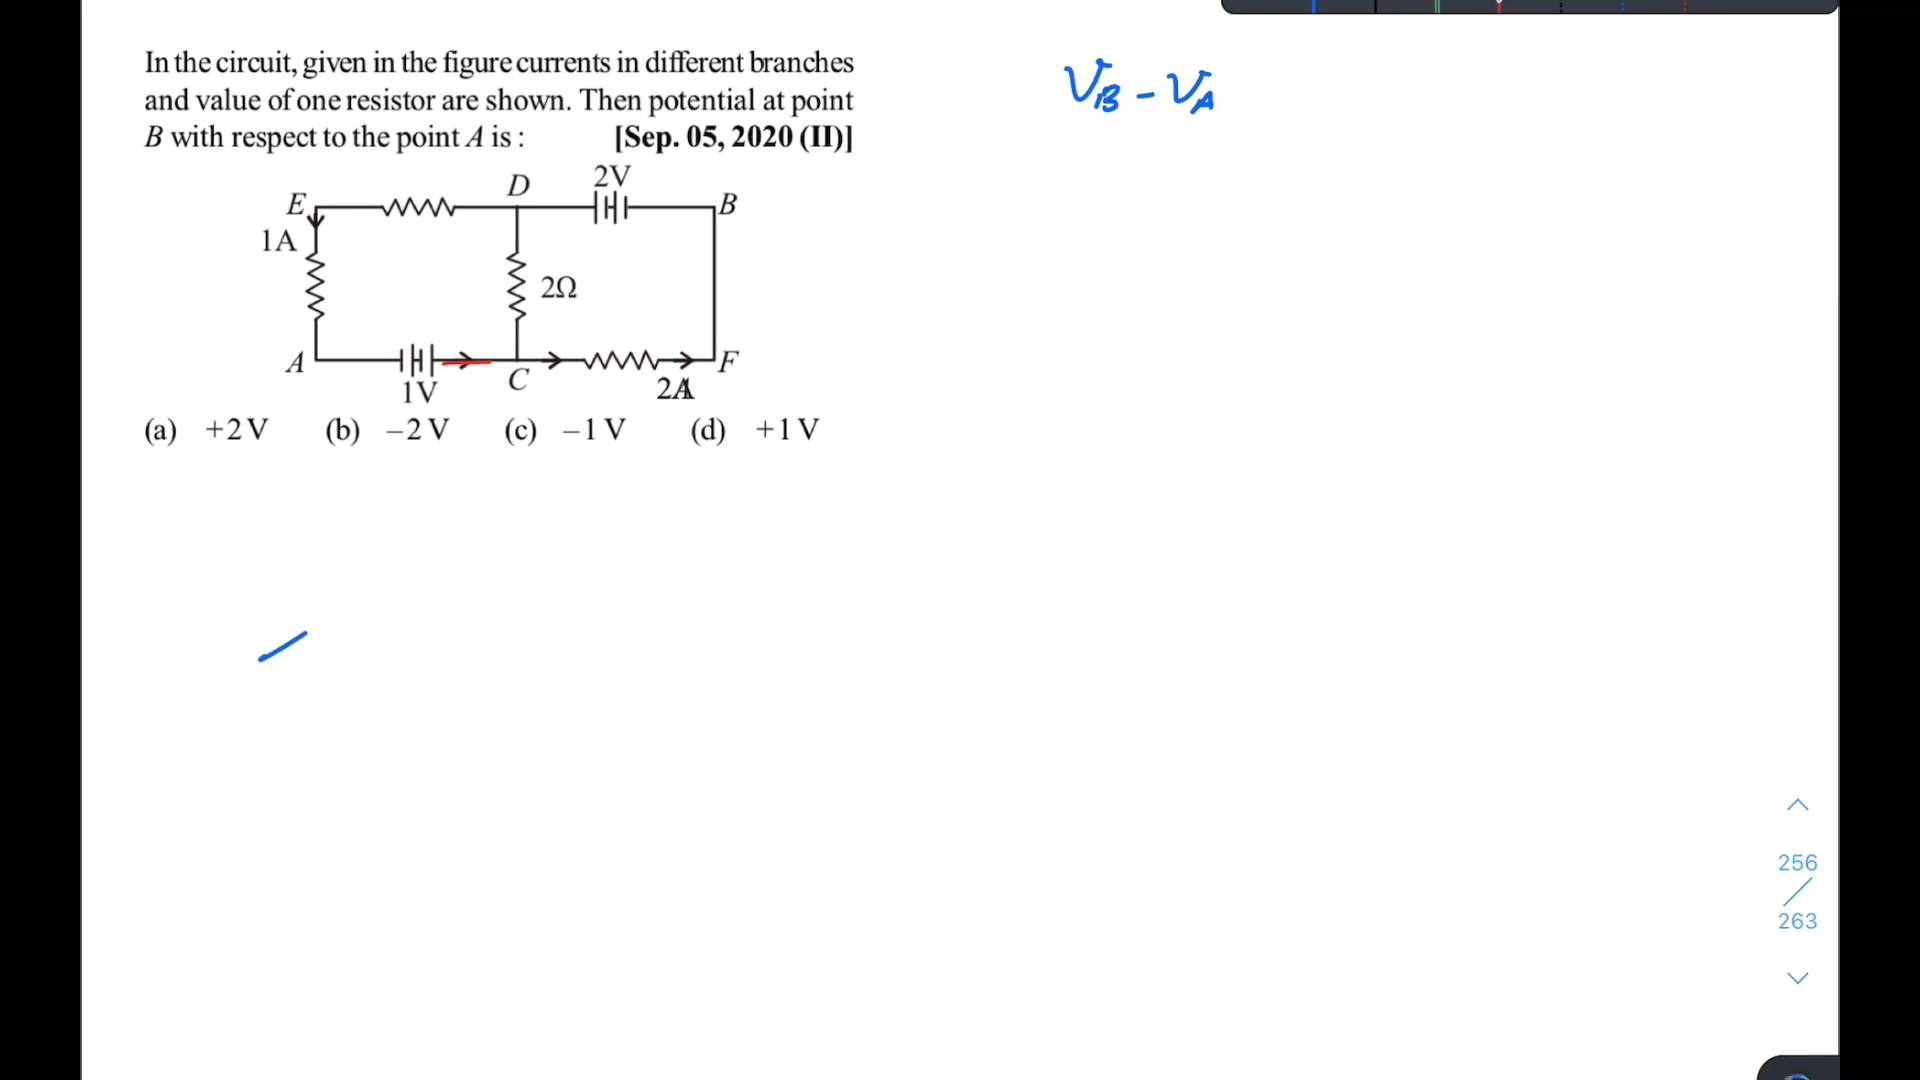 In the circuit, given in the figure currents in different branches
and value of one resistor are shown. Then potential at point
B with respect to the point A is : [Sep. 05, 2020 (II)]
V_B - V_A
D 2V
E B
1A
2Ω
A F
1V C 2A
(a) +2 V (b) –2 V (c) –1 V (d) +1 V
256
263